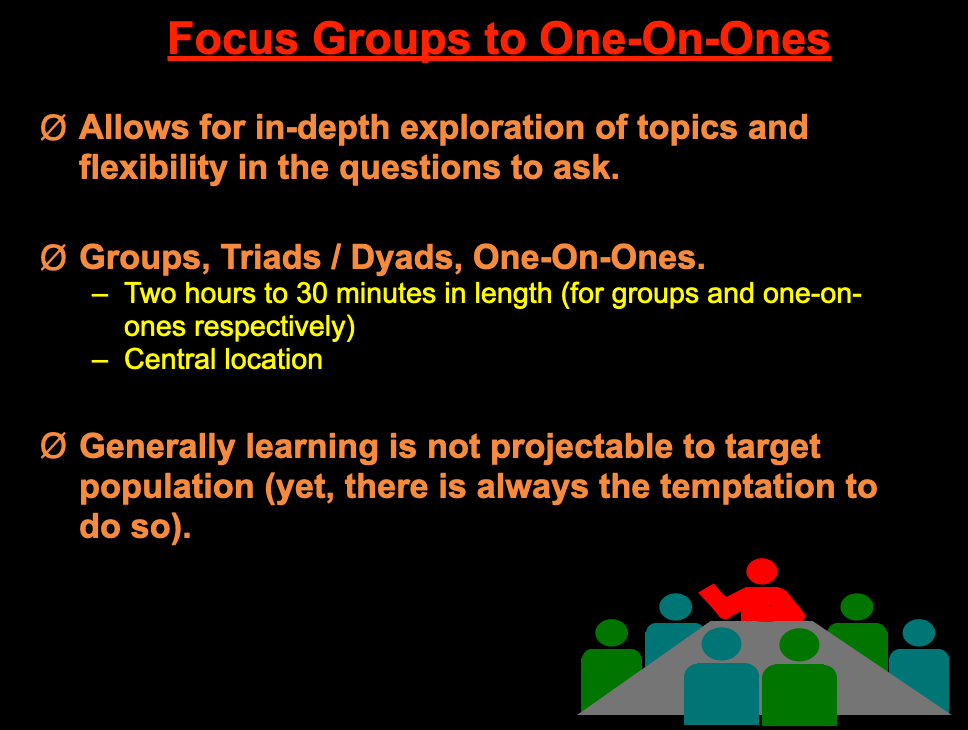 Focus Groups to One-On-Ones
Ø Allows for in-depth exploration of topics and
flexibility in the questions to ask.
Ø Groups, Triads / Dyads, One-On-Ones.
– Two hours to 30 minutes in length (for groups and one-on-
ones respectively)
– Central location
Ø Generally learning is not projectable to target
population (yet, there is always the temptation to
do so).